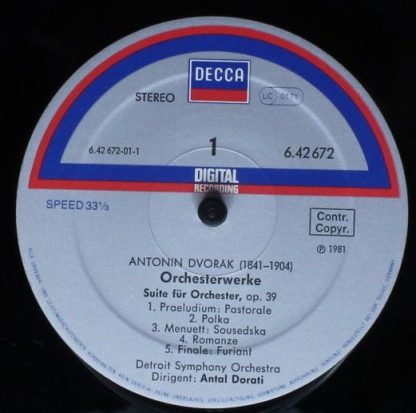 DECCA
STEREO
LC 0171
6.42 672-01-1
1
6.42 672
DIGITAL
RECORDING
SPEED 33⅓
Contr.
Copyr.
℗ 1981
ANTONIN DVORAK (1841–1904)
Orchesterwerke
Suite für Orchester, op. 39
1. Praeludium: Pastorale
2. Polka
3. Menuett: Sousedska
4. Romanze
5. Finale: Furiant
Detroit Symphony Orchestra
Dirigent: Antal Dorati